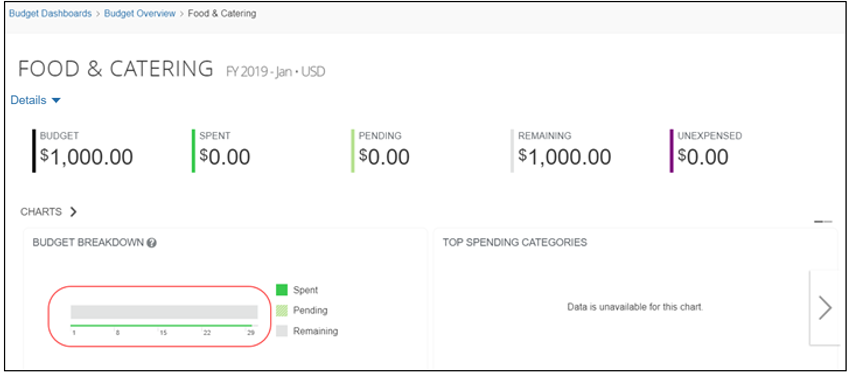 Budget Dashboards > Budget Overview > Food & Catering
FOOD & CATERING FY 2019 - Jan • USD
Details
BUDGET SPENT PENDING REMAINING UNEXPENSED
$1,000.00 $0.00 $0.00 $1,000.00 $0.00
CHARTS >
BUDGET BREAKDOWN ?
Spent
Pending
Remaining
1 8 15 22 29
TOP SPENDING CATEGORIES
Data is unavailable for this chart.